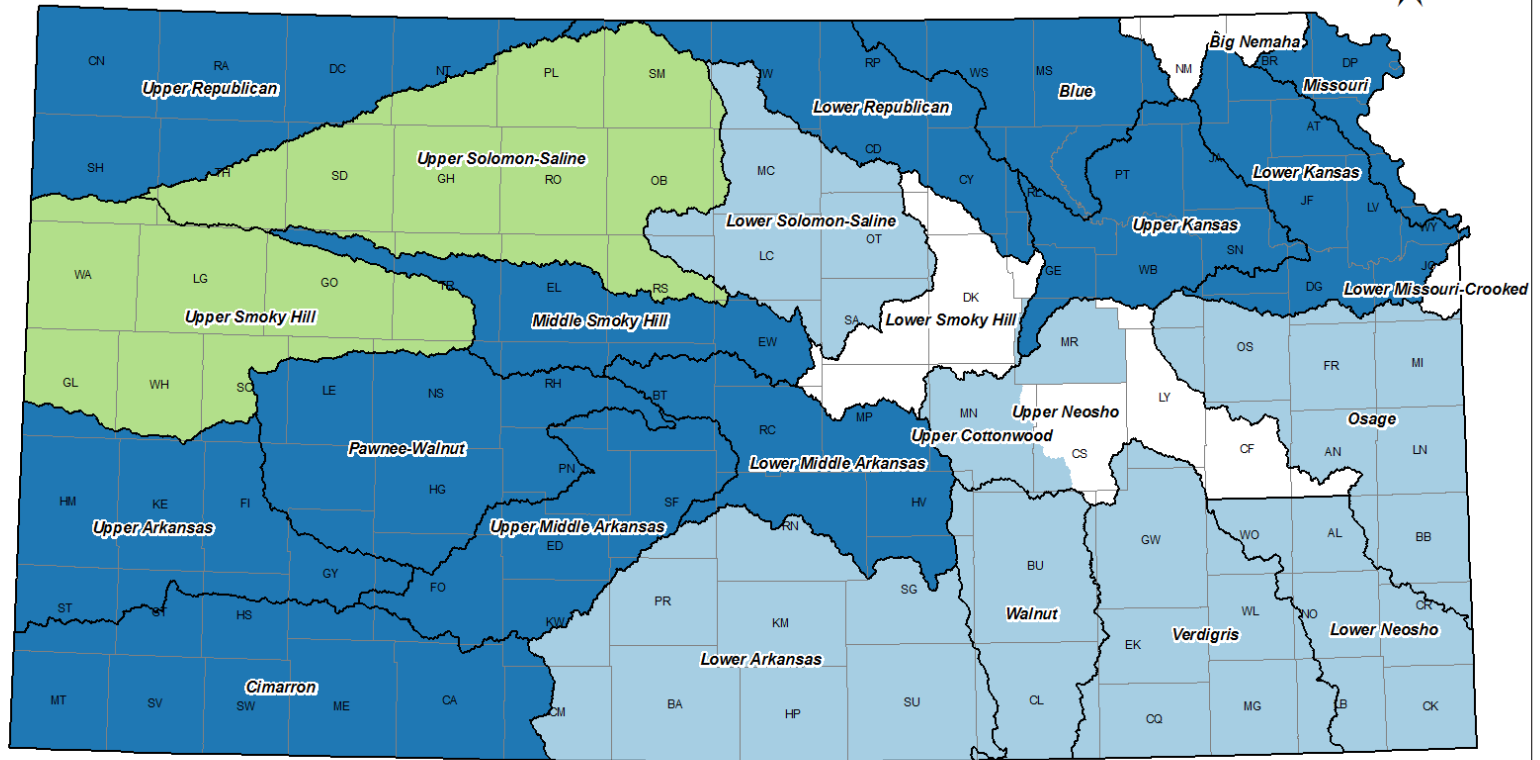 Big Nemaha
CN
RA
DC
NT
PL
SM
W
RP
WS
MS
NM
BR
DP
Upper Republican
Lower Republican
Blue
Missouri
AT
SH
TH
SD
Upper Solomon-Saline
GH
RO
OB
MC
CD
CY
RL
PT
JA
Lower Kansas
JF
LV
Lower Solomon-Saline
OT
LC
Upper Kansas
SN
WY
WA
LG
GO
TR
EL
RS
DK
GE
WB
JO
DG
Lower Missouri-Crooked
Upper Smoky Hill
Middle Smoky Hill
SA
Lower Smoky Hill
EW
MR
OS
FR
MI
GL
WH
SC
LE
NS
RH
BT
MP
MN
Upper Neosho
LY
Osage
RC
Upper Cottonwood
CS
CF
AN
LN
Pawnee-Walnut
Lower Middle Arkansas
PN
HG
HM
KE
FI
SF
HV
Upper Arkansas
Upper Middle Arkansas
RN
ED
GW
WO
AL
BB
GY
FO
BU
SG
ST
GT
HS
KW
PR
KM
Walnut
WL
NO
CR
Verdigris
Lower Neosho
EK
Lower Arkansas
Cimarron
MT
SV
SW
ME
CA
CM
BA
HP
SU
CL
CQ
MG
LB
CK